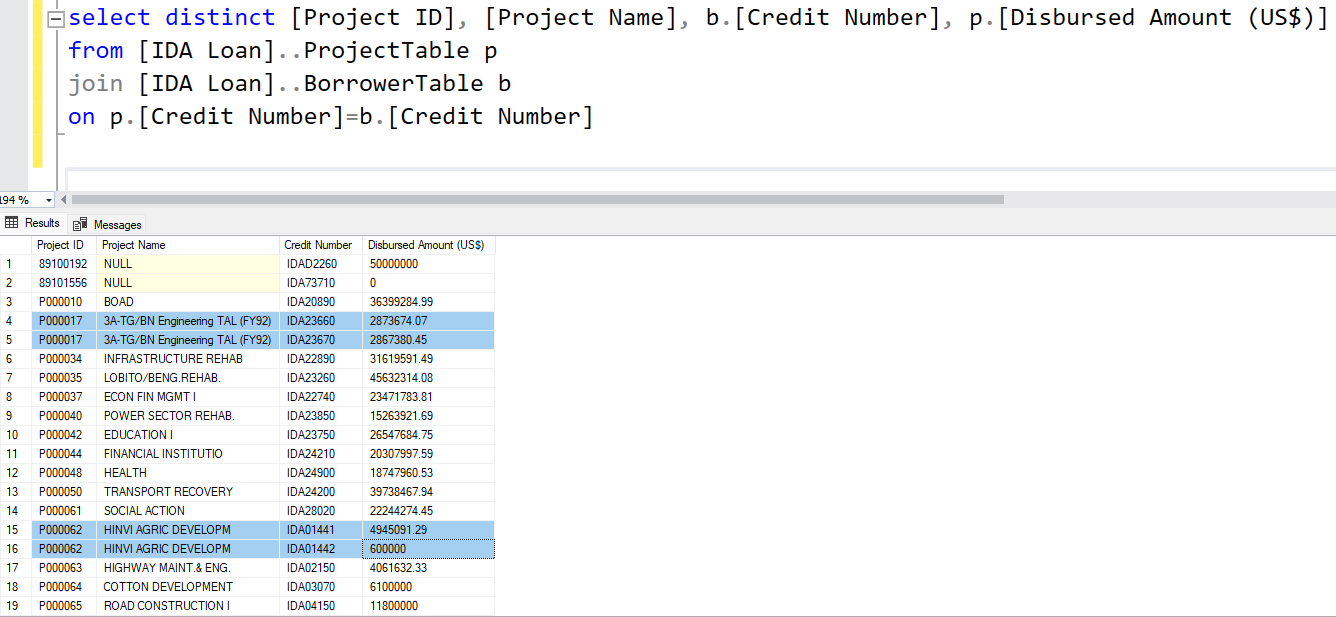 select distinct [Project ID], [Project Name], b.[Credit Number], p.[Disbursed Amount (US$)]
from [IDA Loan]..ProjectTable p
join [IDA Loan]..BorrowerTable b
on p.[Credit Number]=b.[Credit Number]
194 %
Results Messages
Project ID Project Name Credit Number Disbursed Amount (US$)
1 89100192 NULL IDAD2260 50000000
2 89101556 NULL IDA73710 0
3 P000010 BOAD IDA20890 36399284.99
4 P000017 3A-TG/BN Engineering TAL (FY92) IDA23660 2873674.07
5 P000017 3A-TG/BN Engineering TAL (FY92) IDA23670 2867380.45
6 P000034 INFRASTRUCTURE REHAB IDA22890 31619591.49
7 P000035 LOBITO/BENG.REHAB. IDA23260 45632314.08
8 P000037 ECON FIN MGMT I IDA22740 23471783.81
9 P000040 POWER SECTOR REHAB. IDA23850 15263921.69
10 P000042 EDUCATION I IDA23750 26547684.75
11 P000044 FINANCIAL INSTITUTIO IDA24210 20307997.59
12 P000048 HEALTH IDA24900 18747960.53
13 P000050 TRANSPORT RECOVERY IDA24200 39738467.94
14 P000061 SOCIAL ACTION IDA28020 22244274.45
15 P000062 HINVI AGRIC DEVELOPM IDA01441 4945091.29
16 P000062 HINVI AGRIC DEVELOPM IDA01442 600000
17 P000063 HIGHWAY MAINT.& ENG. IDA02150 4061632.33
18 P000064 COTTON DEVELOPMENT IDA03070 6100000
19 P000065 ROAD CONSTRUCTION I IDA04150 11800000